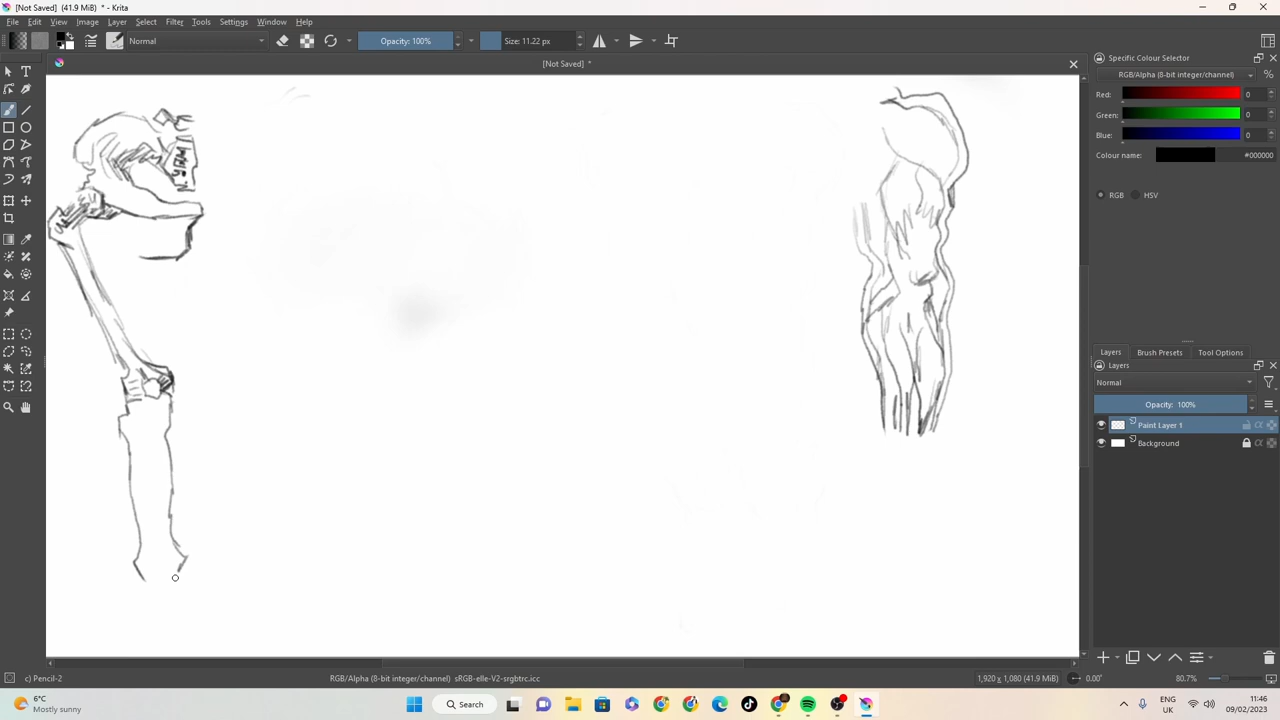 [Not Saved] (41.9 MiB) * - Krita
File Edit View Image Layer Select Filter Tools Settings Window Help
Normal Opacity: 100% Size: 11.22 px
[Not Saved] *
Specific Colour Selector
RGB/Alpha (8-bit integer/channel) %
Red: 0
Green: 0
Blue: 0
Colour name: #000000
RGB HSV
Layers Brush Presets Tool Options
Layers
Normal
Opacity: 100%
Paint Layer 1
Background
c) Pencil-2 RGB/Alpha (8-bit integer/channel) sRGB-elle-V2-srgbtrc.icc 1,920 x 1,080 (41.9 MiB) 0.00° 80.7%
6°C
Mostly sunny
Search
ENG
UK
11:46
09/02/2023